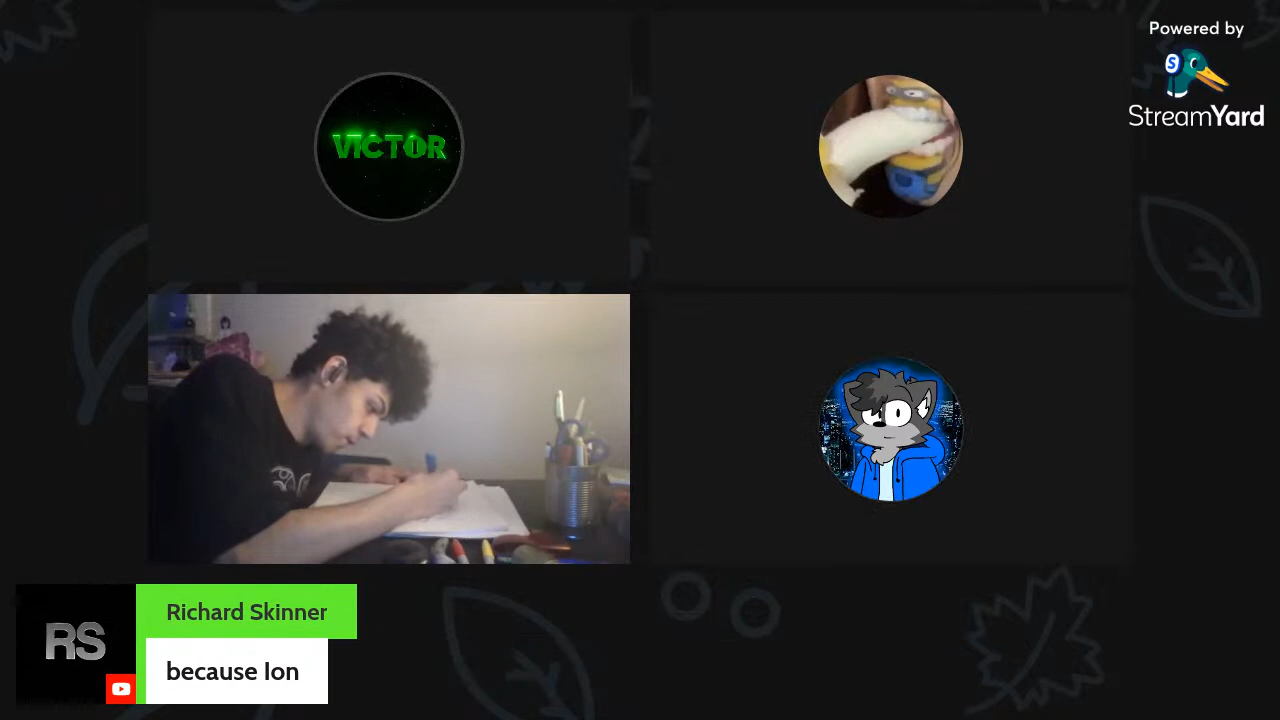 Powered by
S
StreamYard
VICTOR
RS
Richard Skinner
because Ion